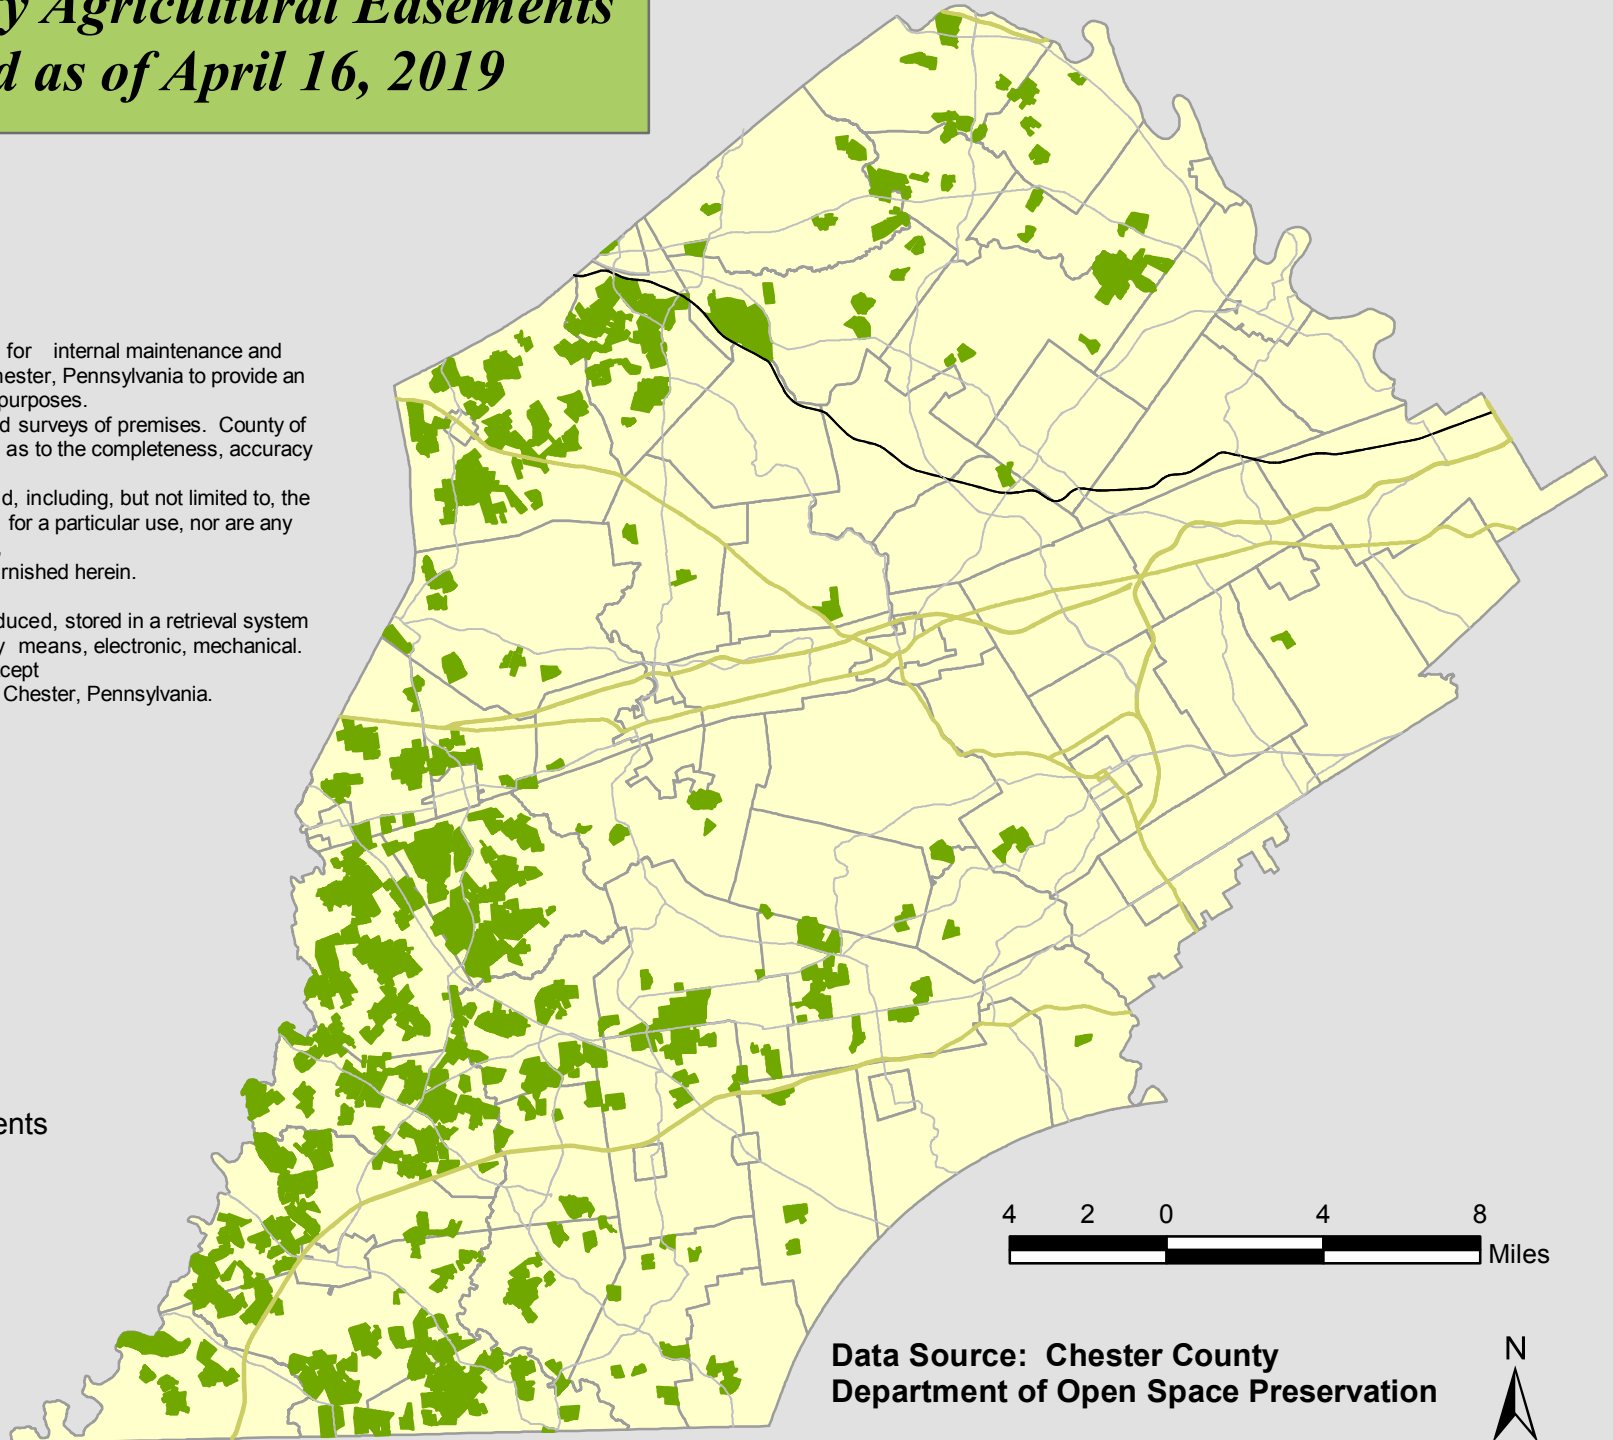 y Agricultural Easements
d as of April 16, 2019
for internal maintenance and
hester, Pennsylvania to provide an
purposes.
d surveys of premises. County of
as to the completeness, accuracy
d, including, but not limited to, the
for a particular use, nor are any
rnished herein.
duced, stored in a retrieval system
y means, electronic, mechanical.
cept
Chester, Pennsylvania.
ents
4 2 0 4 8
Miles
Data Source: Chester County
Department of Open Space Preservation
N